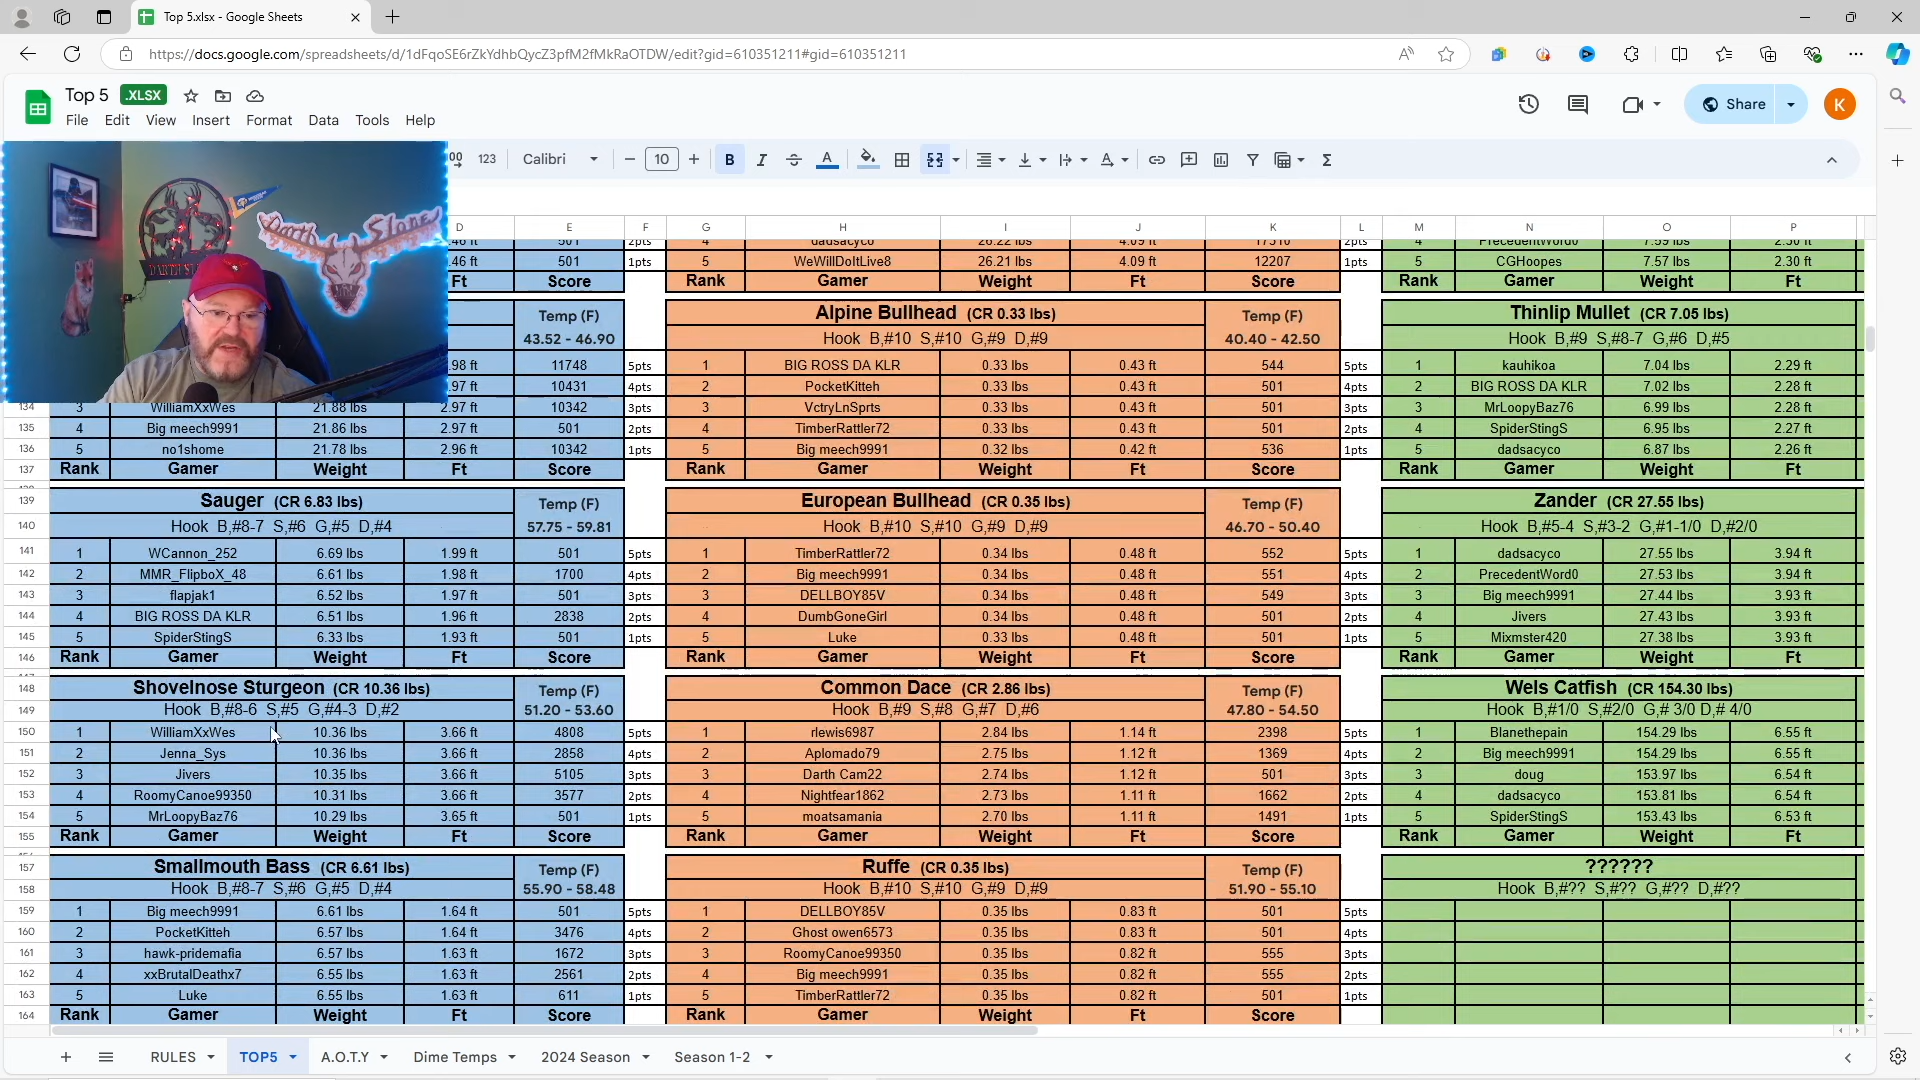 Top 5.xlsx - Google Sheets
https://docs.google.com/spreadsheets/d/1dFqoSE6rZkYdhbQycZ3pfM2fMkRaOTDW/edit?gid=610351211#gid=610351211
Top 5 .XLSX
Share K
File Edit View Insert Format Data Tools Help
123 Calibri 10 B I A
DARTH ST
Darth Stone
D E F G H I J K L M N O P
4 dadsacyco 26.22 lbs 4.09 ft 17510 2pts 4 PrecedentWord0 7.59 lbs 2.30 ft
.46 ft 501 1pts 5 WeWillDoItLive8 26.21 lbs 4.09 ft 12207 1pts 5 CGHoopes 7.57 lbs 2.30 ft
Ft Score Rank Gamer Weight Ft Score Rank Gamer Weight Ft
Temp (F) Alpine Bullhead (CR 0.33 lbs) Temp (F) Thinlip Mullet (CR 7.05 lbs)
43.52 - 46.90 Hook B,#10 S,#10 G,#9 D,#9 40.40 - 42.50 Hook B,#9 S,#8-7 G,#6 D,#5
.98 ft 11748 5pts 1 BIG ROSS DA KLR 0.33 lbs 0.43 ft 544 5pts 1 kauhikoa 7.04 lbs 2.29 ft
.97 ft 10431 4pts 2 PocketKitteh 0.33 lbs 0.43 ft 501 4pts 2 BIG ROSS DA KLR 7.02 lbs 2.28 ft
134 3 WilliamXxWes 21.88 lbs 2.97 ft 10342 3pts 3 VctryLnSprts 0.33 lbs 0.43 ft 501 3pts 3 MrLoopyBaz76 6.99 lbs 2.28 ft
135 4 Big meech9991 21.86 lbs 2.97 ft 501 2pts 4 TimberRattler72 0.33 lbs 0.43 ft 501 2pts 4 SpiderStingS 6.95 lbs 2.27 ft
136 5 no1shome 21.78 lbs 2.96 ft 10342 1pts 5 Big meech9991 0.32 lbs 0.42 ft 536 1pts 5 dadsacyco 6.87 lbs 2.26 ft
137 Rank Gamer Weight Ft Score Rank Gamer Weight Ft Score Rank Gamer Weight Ft
139 Sauger (CR 6.83 lbs) Temp (F) European Bullhead (CR 0.35 lbs) Temp (F) Zander (CR 27.55 lbs)
140 Hook B,#8-7 S,#6 G,#5 D,#4 57.75 - 59.81 Hook B,#10 S,#10 G,#9 D,#9 46.70 - 50.40 Hook B,#5-4 S,#3-2 G,#1-1/0 D,#2/0
141 1 WCannon_252 6.69 lbs 1.99 ft 501 5pts 1 TimberRattler72 0.34 lbs 0.48 ft 552 5pts 1 dadsacyco 27.55 lbs 3.94 ft
142 2 MMR_FlipboX_48 6.61 lbs 1.98 ft 1700 4pts 2 Big meech9991 0.34 lbs 0.48 ft 551 4pts 2 PrecedentWord0 27.53 lbs 3.94 ft
143 3 flapjak1 6.52 lbs 1.97 ft 501 3pts 3 DELLBOY85V 0.34 lbs 0.48 ft 549 3pts 3 Big meech9991 27.44 lbs 3.93 ft
144 4 BIG ROSS DA KLR 6.51 lbs 1.96 ft 2838 2pts 4 DumbGoneGirl 0.34 lbs 0.48 ft 501 2pts 4 Jivers 27.43 lbs 3.93 ft
145 5 SpiderStingS 6.33 lbs 1.93 ft 501 1pts 5 Luke 0.33 lbs 0.48 ft 501 1pts 5 Mixmster420 27.38 lbs 3.93 ft
146 Rank Gamer Weight Ft Score Rank Gamer Weight Ft Score Rank Gamer Weight Ft
148 Shovelnose Sturgeon (CR 10.36 lbs) Temp (F) Common Dace (CR 2.86 lbs) Temp (F) Wels Catfish (CR 154.30 lbs)
149 Hook B,#8-6 S,#5 G,#4-3 D,#2 51.20 - 53.60 Hook B,#9 S,#8 G,#7 D,#6 47.80 - 54.50 Hook B,#1/0 S,#2/0 G,# 3/0 D,# 4/0
150 1 WilliamXxWes 10.36 lbs 3.66 ft 4808 5pts 1 rlewis6987 2.84 lbs 1.14 ft 2398 5pts 1 Blanethepain 154.29 lbs 6.55 ft
151 2 Jenna_Sys 10.36 lbs 3.66 ft 2858 4pts 2 Aplomado79 2.75 lbs 1.12 ft 1369 4pts 2 Big meech9991 154.29 lbs 6.55 ft
152 3 Jivers 10.35 lbs 3.66 ft 5105 3pts 3 Darth Cam22 2.74 lbs 1.12 ft 501 3pts 3 doug 153.97 lbs 6.54 ft
153 4 RoomyCanoe99350 10.31 lbs 3.66 ft 3577 2pts 4 Nightfear1862 2.73 lbs 1.11 ft 1662 2pts 4 dadsacyco 153.81 lbs 6.54 ft
154 5 MrLoopyBaz76 10.29 lbs 3.65 ft 501 1pts 5 moatsamania 2.70 lbs 1.11 ft 1491 1pts 5 SpiderStingS 153.43 lbs 6.53 ft
155 Rank Gamer Weight Ft Score Rank Gamer Weight Ft Score Rank Gamer Weight Ft
157 Smallmouth Bass (CR 6.61 lbs) Temp (F) Ruffe (CR 0.35 lbs) Temp (F) ??????
158 Hook B,#8-7 S,#6 G,#5 D,#4 55.90 - 58.48 Hook B,#10 S,#10 G,#9 D,#9 51.90 - 55.10 Hook B,#?? S,#?? G,#?? D,#??
159 1 Big meech9991 6.61 lbs 1.64 ft 501 5pts 1 DELLBOY85V 0.35 lbs 0.83 ft 501 5pts
160 2 PocketKitteh 6.57 lbs 1.64 ft 3476 4pts 2 Ghost owen6573 0.35 lbs 0.83 ft 501 4pts
161 3 hawk-pridemafia 6.57 lbs 1.63 ft 1672 3pts 3 RoomyCanoe99350 0.35 lbs 0.82 ft 555 3pts
162 4 xxBrutalDeathx7 6.55 lbs 1.63 ft 2561 2pts 4 Big meech9991 0.35 lbs 0.82 ft 555 2pts
163 5 Luke 6.55 lbs 1.63 ft 611 1pts 5 TimberRattler72 0.35 lbs 0.82 ft 501 1pts
164 Rank Gamer Weight Ft Score Rank Gamer Weight Ft Score Rank Gamer Weight Ft
RULES TOP5 A.O.T.Y Dime Temps 2024 Season Season 1-2